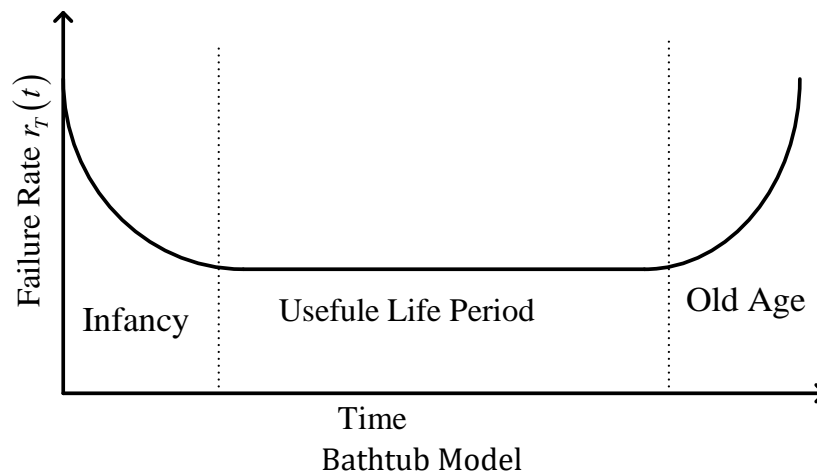 Failure Rate r_T(t)
Infancy
Usefule Life Period
Old Age
Time
Bathtub Model